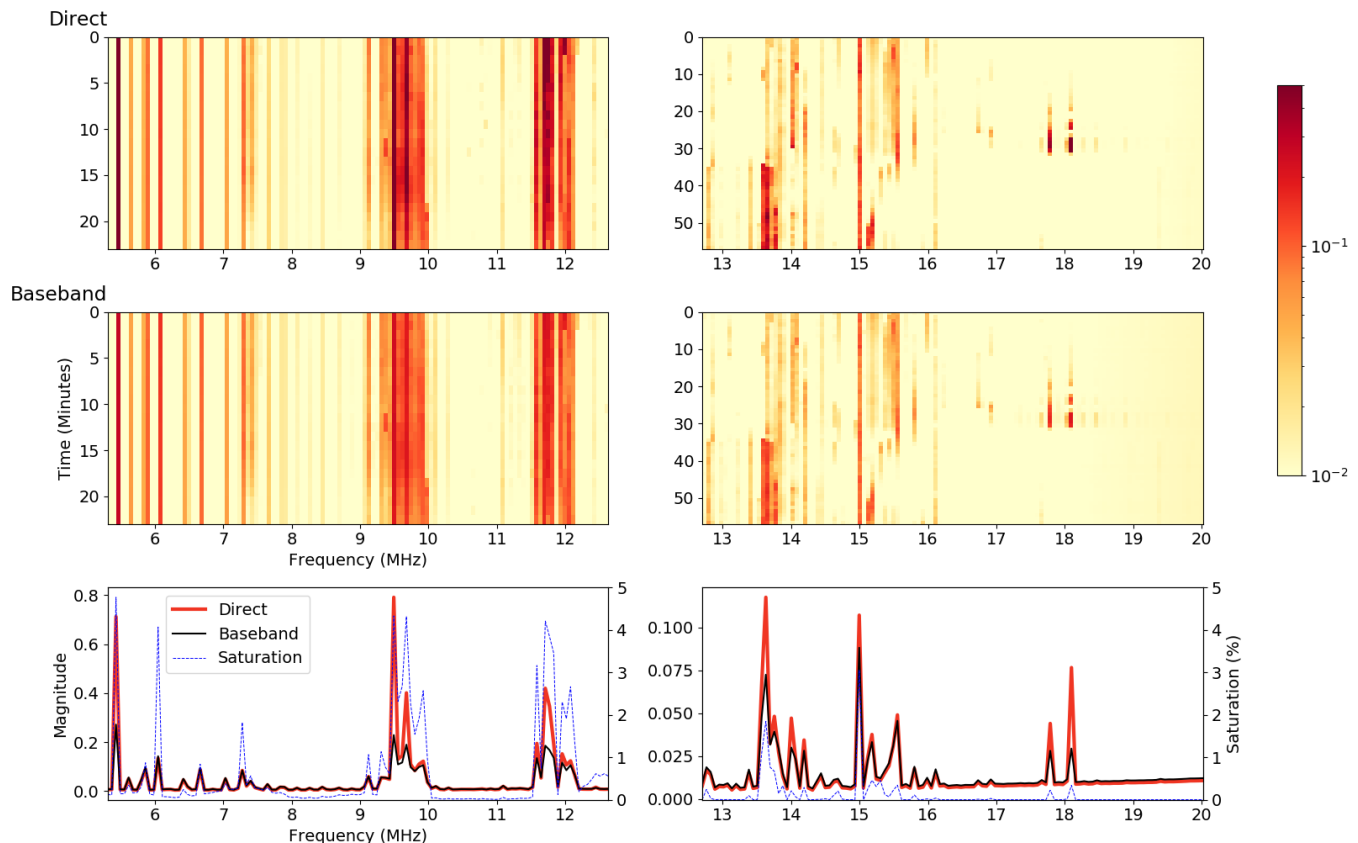 Direct
0
5
10
15
20
6 7 8 9 10 11 12
0
10
20
30
40
50
13 14 15 16 17 18 19 20
10⁻¹
10⁻²
Baseband
Time (Minutes)
0
5
10
15
20
6 7 8 9 10 11 12
Frequency (MHz)
0
10
20
30
40
50
13 14 15 16 17 18 19 20
Magnitude
0.8
0.6
0.4
0.2
0.0
Direct
Baseband
Saturation
5
4
3
2
1
0
6 7 8 9 10 11 12
Frequency (MHz)
0.100
0.075
0.050
0.025
0.000
5
4
3
2
1
0
Saturation (%)
13 14 15 16 17 18 19 20